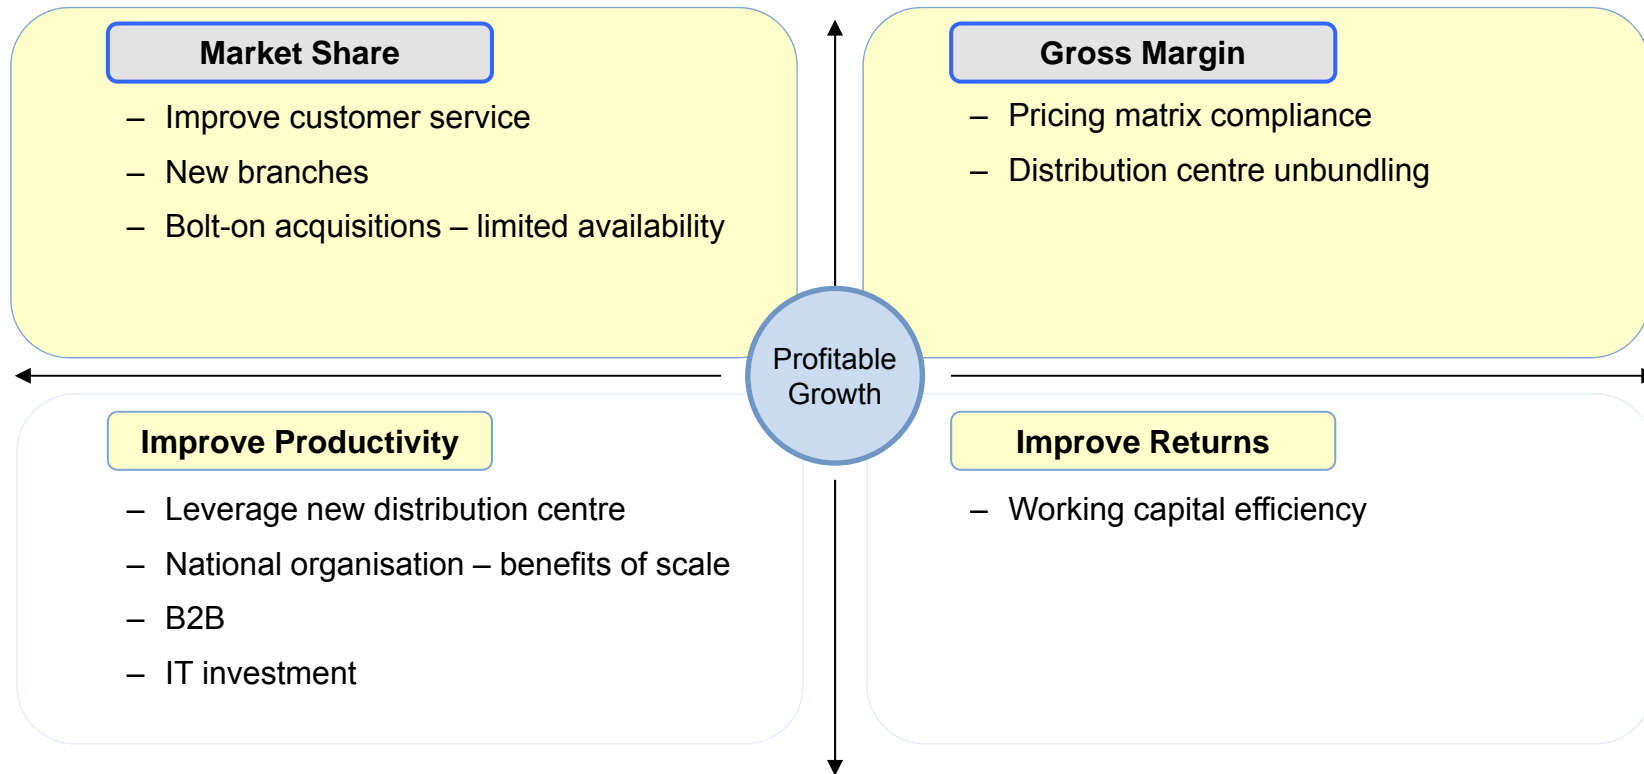 Market Share
– Improve customer service
– New branches
– Bolt-on acquisitions – limited availability
Gross Margin
– Pricing matrix compliance
– Distribution centre unbundling
Profitable
Growth
Improve Productivity
– Leverage new distribution centre
– National organisation – benefits of scale
– B2B
– IT investment
Improve Returns
– Working capital efficiency